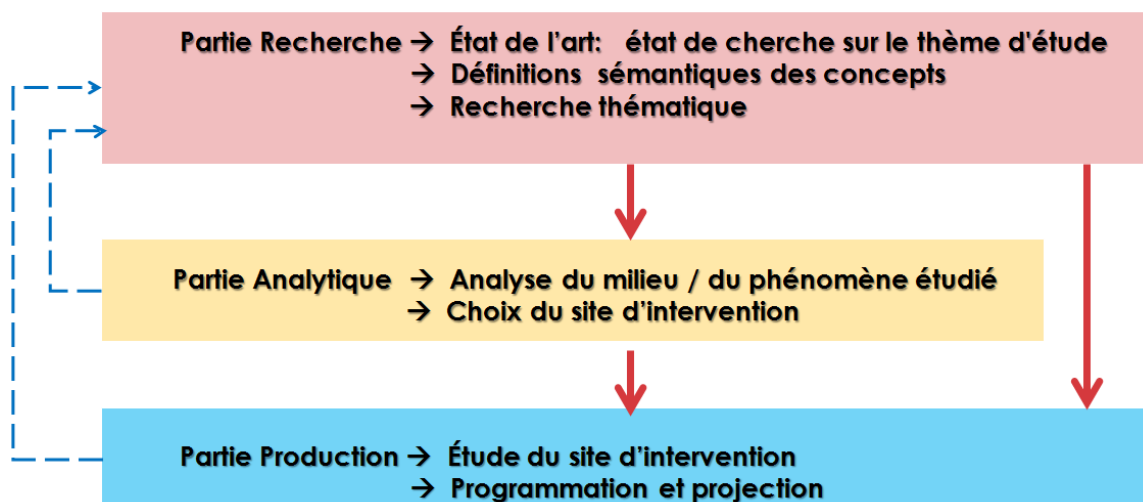 Partie Recherche → État de l'art: état de cherche sur le thème d'étude
→ Définitions sémantiques des concepts
→ Recherche thématique
Partie Analytique → Analyse du milieu / du phénomène étudié
→ Choix du site d'intervention
Partie Production → Étude du site d'intervention
→ Programmation et projection